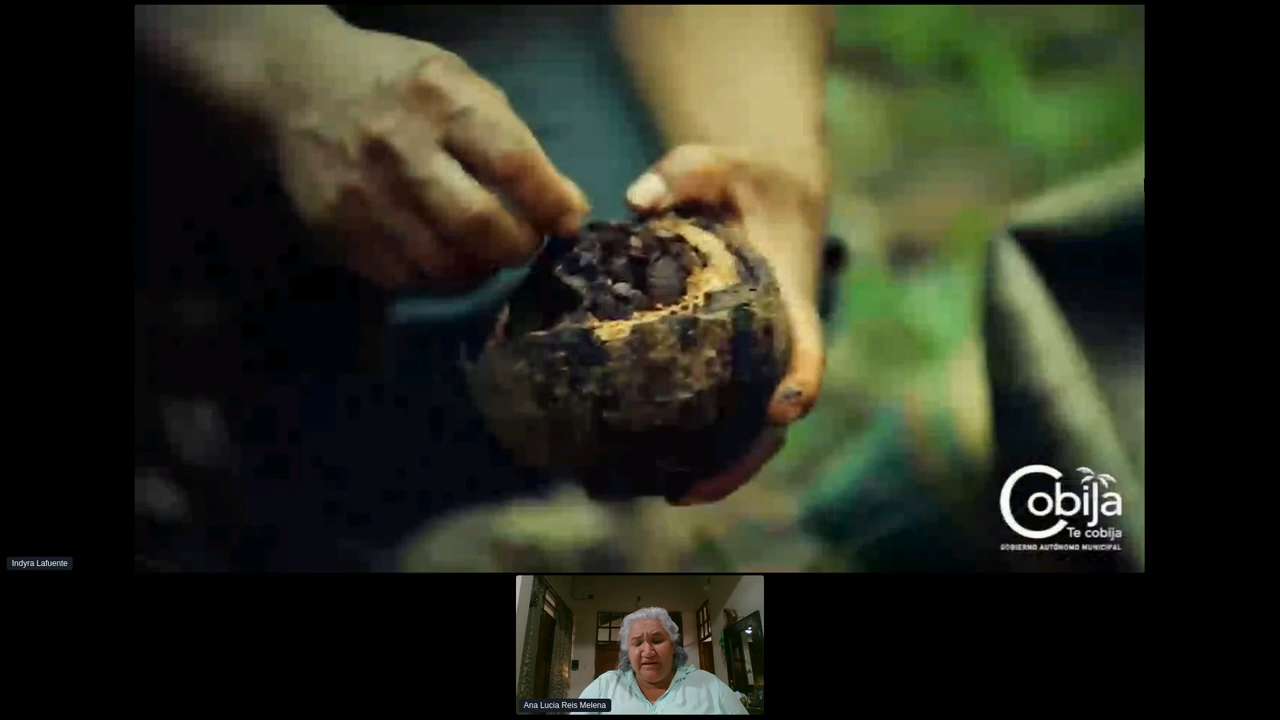 Cobija
Te cobija
GOBIERNO AUTÓNOMO MUNICIPAL
Indyra Lafuente
Ana Lucia Reis Melena